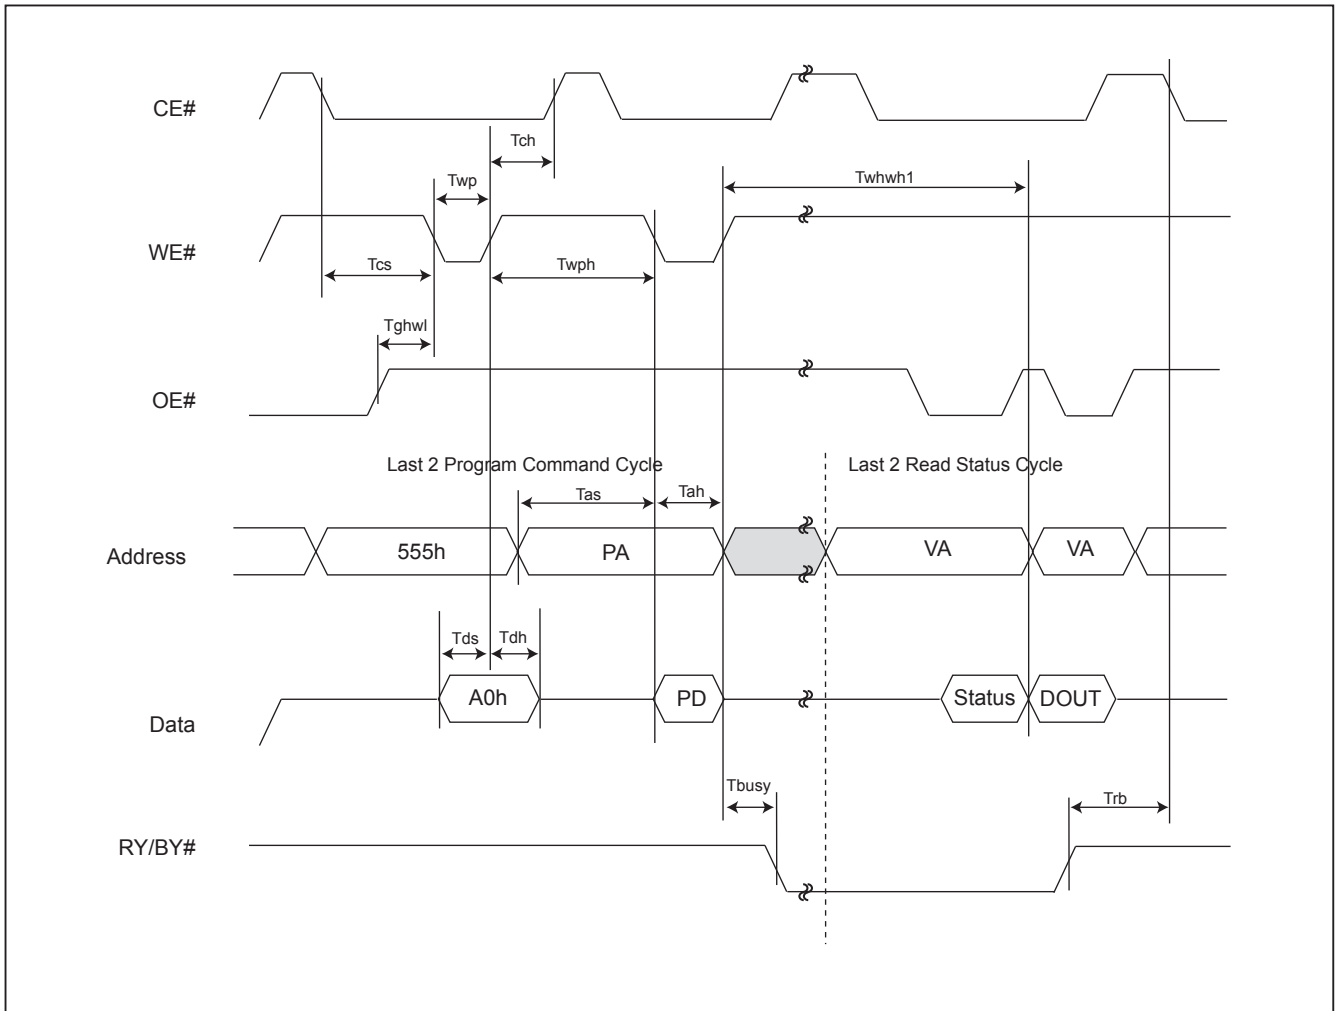 CE#
Tch
Twp
Twhwh1
WE#
Tcs
Twph
Tghwl
OE#
Last 2 Program Command Cycle
Last 2 Read Status Cycle
Tas
Tah
Address
555h
PA
VA
VA
Tds
Tdh
A0h
PD
Status
DOUT
Data
Tbusy
Trb
RY/BY#